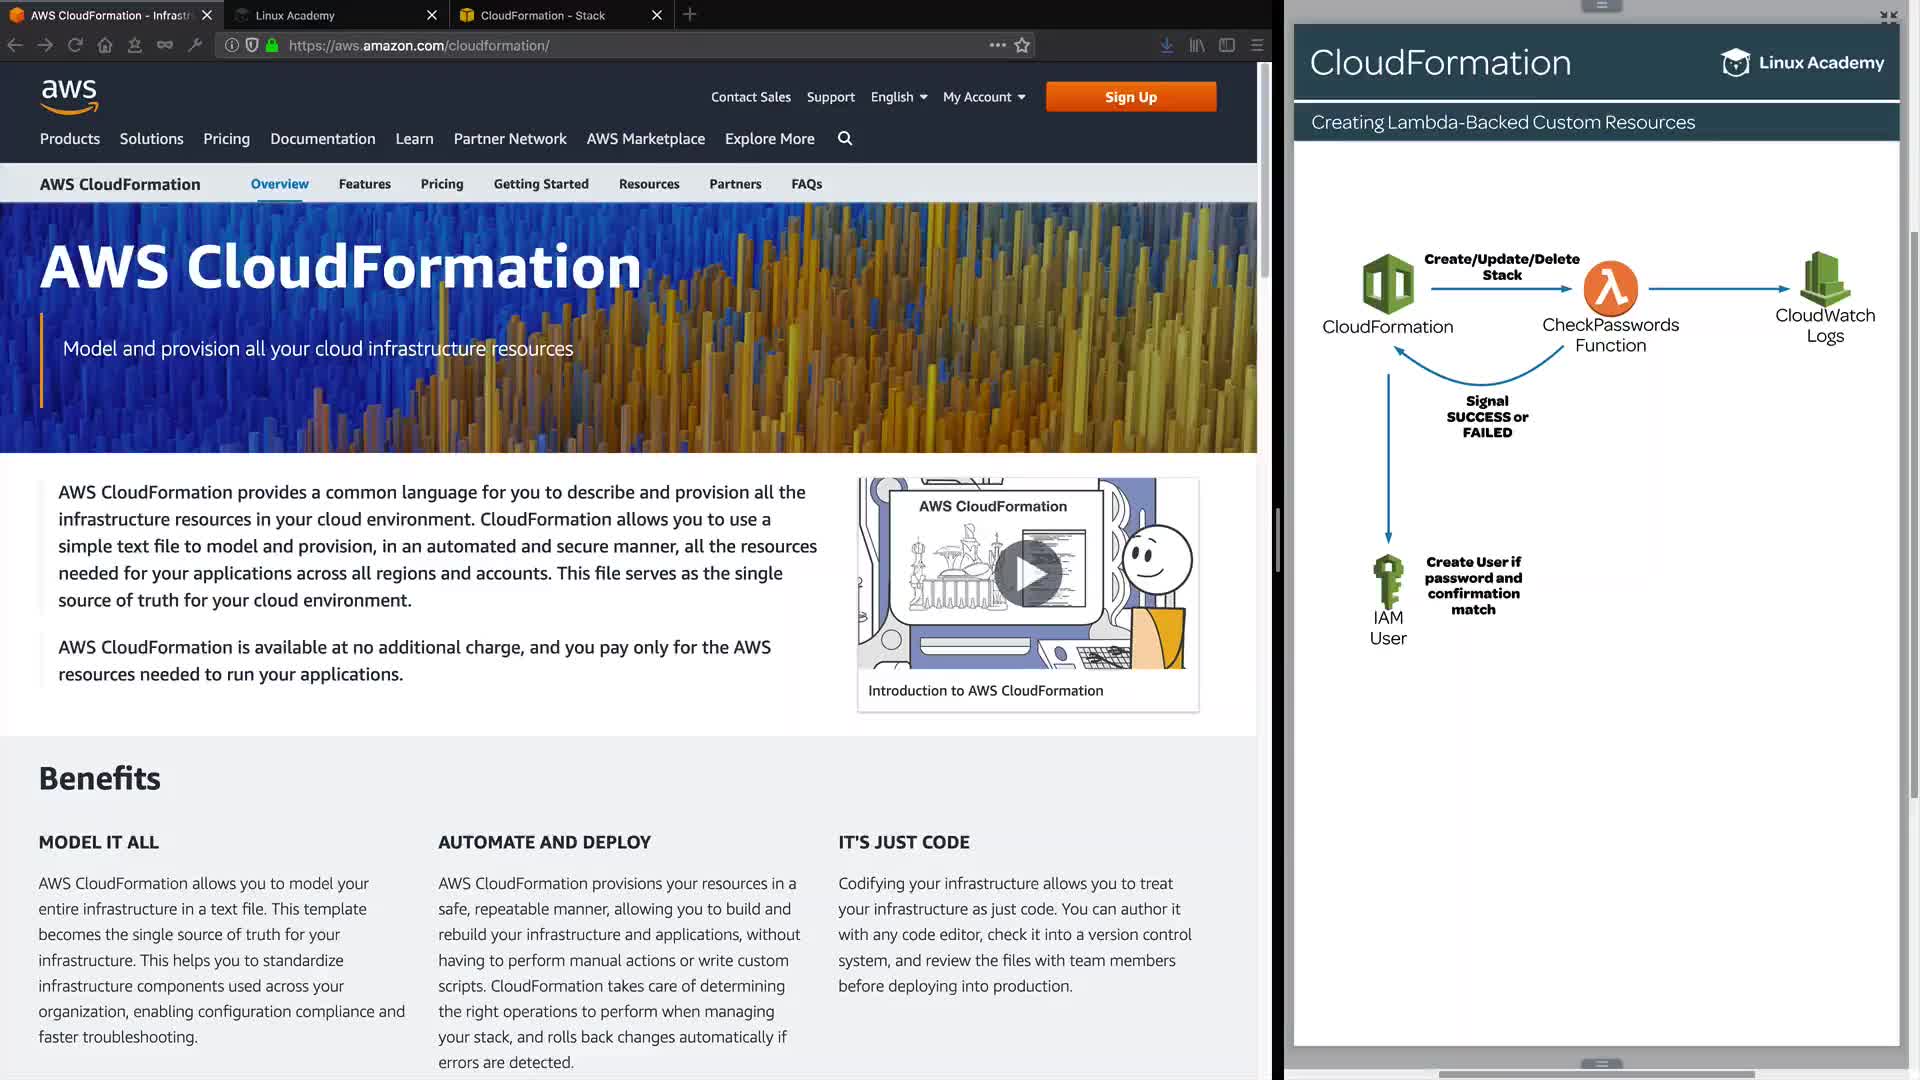 AWS CloudFormation - Infrastr
Linux Academy
CloudFormation - Stack
https://aws.amazon.com/cloudformation/
aws
Contact Sales
Support
English
My Account
Sign Up
Products
Solutions
Pricing
Documentation
Learn
Partner Network
AWS Marketplace
Explore More
AWS CloudFormation
Overview
Features
Pricing
Getting Started
Resources
Partners
FAQs
AWS CloudFormation
Model and provision all your cloud infrastructure resources
AWS CloudFormation provides a common language for you to describe and provision all the
infrastructure resources in your cloud environment. CloudFormation allows you to use a
simple text file to model and provision, in an automated and secure manner, all the resources
needed for your applications across all regions and accounts. This file serves as the single
source of truth for your cloud environment.
AWS CloudFormation is available at no additional charge, and you pay only for the AWS
resources needed to run your applications.
AWS CloudFormation
Introduction to AWS CloudFormation
Benefits
MODEL IT ALL
AWS CloudFormation allows you to model your
entire infrastructure in a text file. This template
becomes the single source of truth for your
infrastructure. This helps you to standardize
infrastructure components used across your
organization, enabling configuration compliance and
faster troubleshooting.
AUTOMATE AND DEPLOY
AWS CloudFormation provisions your resources in a
safe, repeatable manner, allowing you to build and
rebuild your infrastructure and applications, without
having to perform manual actions or write custom
scripts. CloudFormation takes care of determining
the right operations to perform when managing
your stack, and rolls back changes automatically if
errors are detected.
IT'S JUST CODE
Codifying your infrastructure allows you to treat
your infrastructure as just code. You can author it
with any code editor, check it into a version control
system, and review the files with team members
before deploying into production.
CloudFormation
Linux Academy
Creating Lambda-Backed Custom Resources
Create/Update/Delete
Stack
CloudFormation
CheckPasswords
Function
CloudWatch
Logs
Signal
SUCCESS or
FAILED
Create User if
password and
confirmation
match
IAM
User